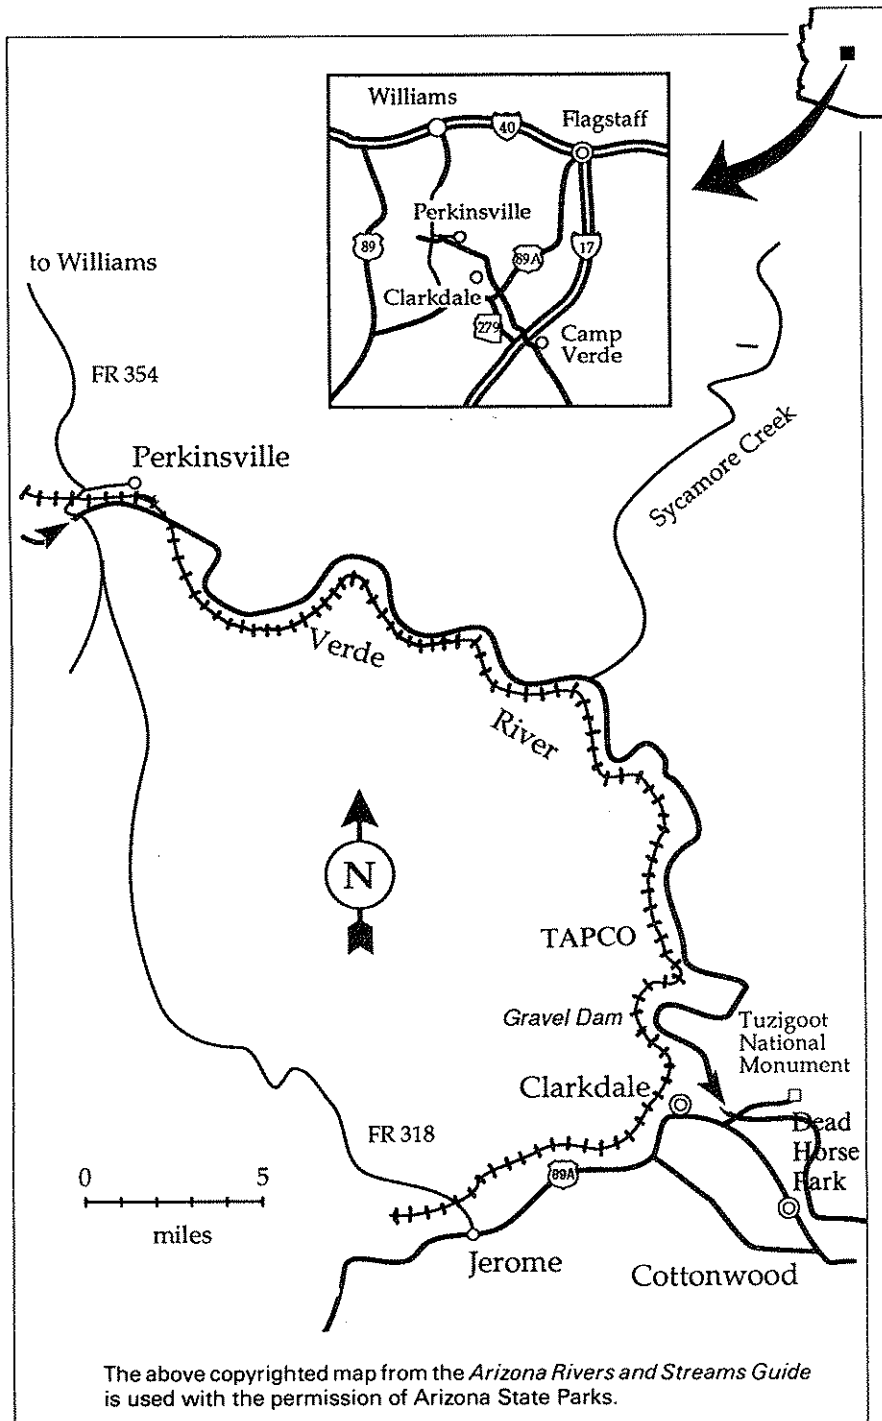 Williams
40
Flagstaff
Perkinsville
89
89A
17
Clarkdale
279
Camp
Verde
to Williams
FR 354
Perkinsville
Sycamore Creek
Verde
River
N
TAPCO
Gravel Dam
Tuzigoot
National
Monument
Clarkdale
Dead
Horse
Park
FR 318
0 5
miles
89A
Jerome
Cottonwood
The above copyrighted map from the Arizona Rivers and Streams Guide
is used with the permission of Arizona State Parks.